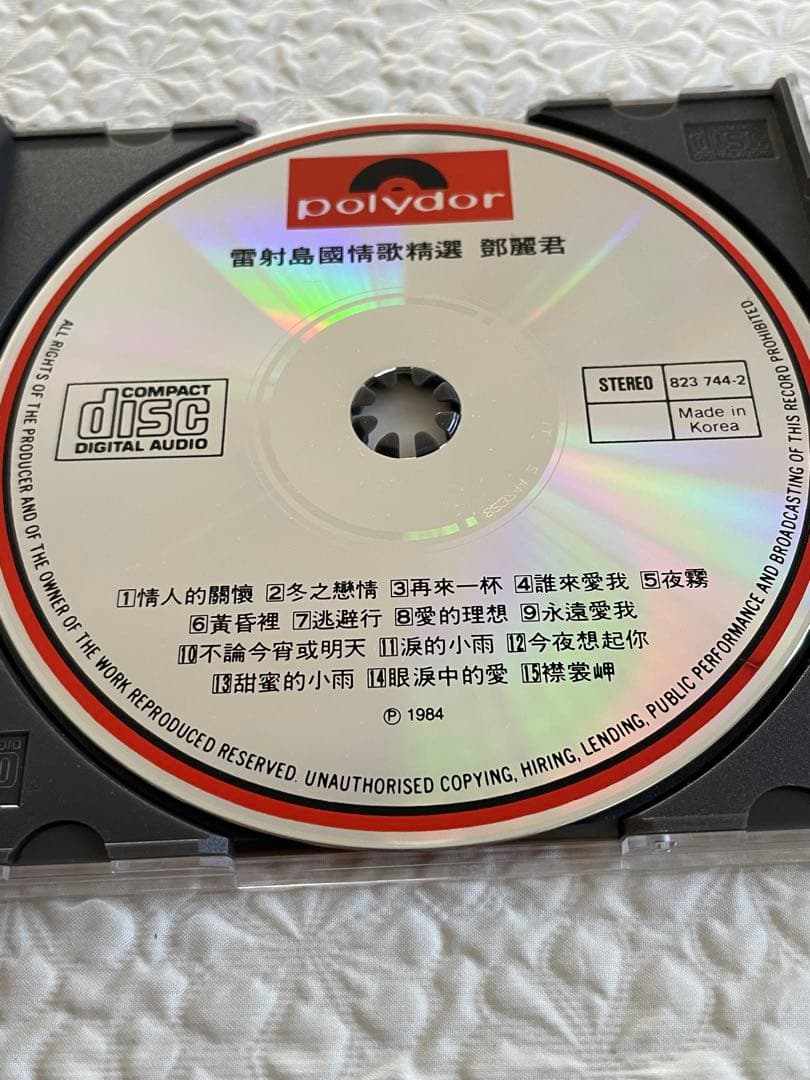 polydor
雷射島國情歌精選 鄧麗君
COMPACT
disc
DIGITAL AUDIO
STEREO 823 744-2
Made in
Korea
1情人的關懷 2冬之戀情 3再來一杯 4誰來愛我 5夜霧
6黃昏裡 7逃避行 8愛的理想 9永遠愛我
10不論今宵或明天 11淚的小雨 12今夜想起你
13甜蜜的小雨 14眼淚中的愛 15襟裳岬
Ⓟ 1984
ALL RIGHTS OF THE PRODUCER AND OF THE OWNER OF THE WORK REPRODUCED RESERVED. UNAUTHORISED COPYING, HIRING, LENDING, PUBLIC PERFORMANCE AND BROADCASTING OF THIS RECORD PROHIBITED.
disc